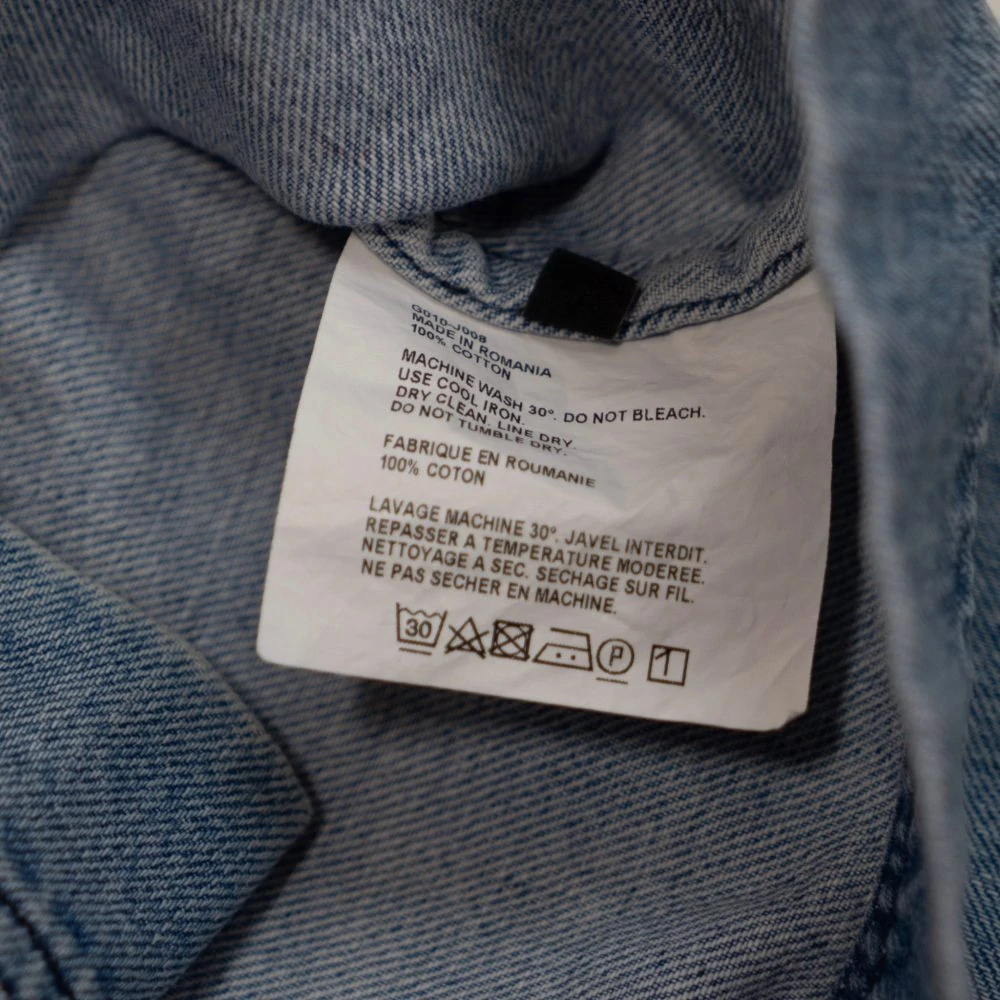 G010-J008
MADE IN ROMANIA
100% COTTON
MACHINE WASH 30°. DO NOT BLEACH.
USE COOL IRON.
DRY CLEAN. LINE DRY.
DO NOT TUMBLE DRY.
FABRIQUE EN ROUMANIE
100% COTON
LAVAGE MACHINE 30°. JAVEL INTERDIT.
REPASSER A TEMPERATURE MODEREE.
NETTOYAGE A SEC. SECHAGE SUR FIL.
NE PAS SECHER EN MACHINE.
30 P 1